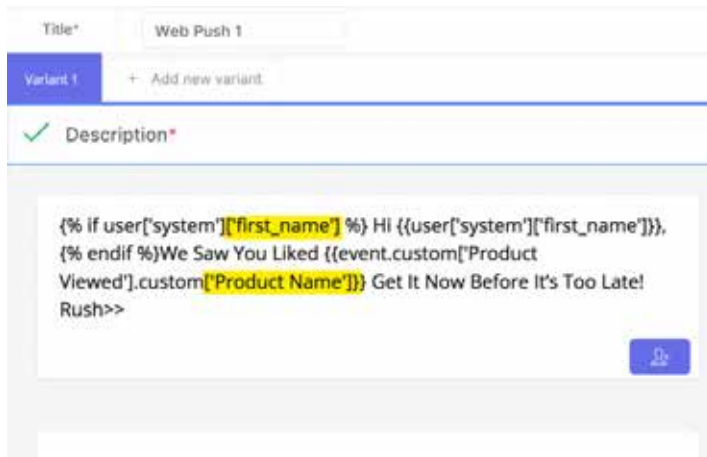 Title*
Web Push 1
Variant 1
+ Add new variant
Description*
{% if user['system']['first_name'] %} Hi {{user['system']['first_name']}},
{% endif %}We Saw You Liked {{event.custom['Product
Viewed'].custom['Product Name']}} Get It Now Before It's Too Late!
Rush>>